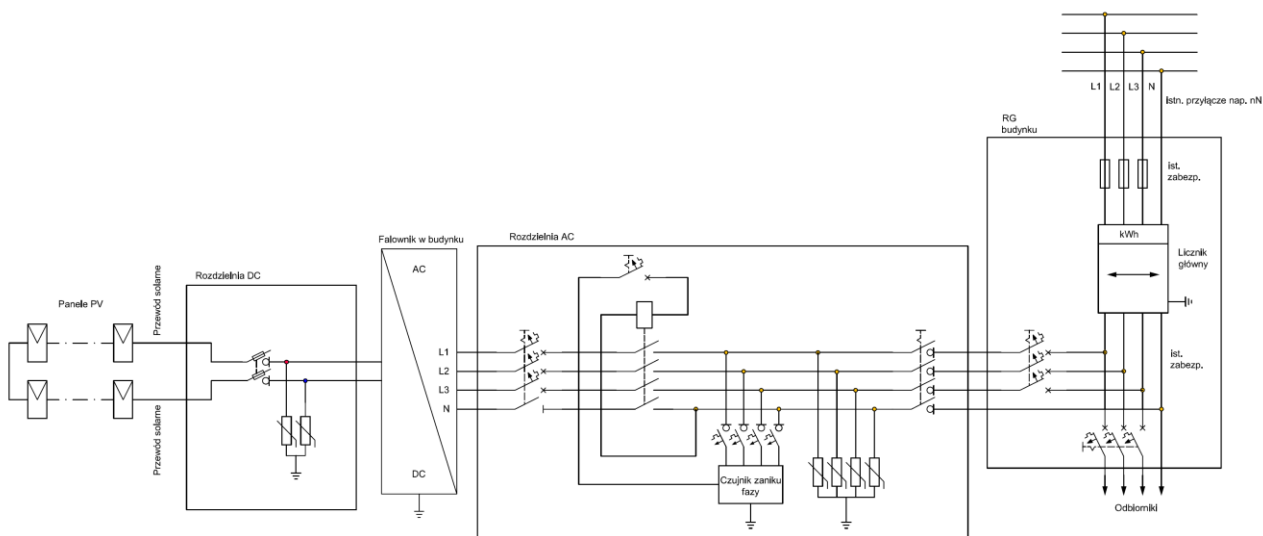 L1
L2
L3
N
istn. przyłącze nap. nN
RG
budynku
ist.
zabezp.
kWh
Licznik
główny
ist.
zabezp.
Odbiorniki
Panele PV
Przewód solarne
Przewód solarne
Rozdzielnia DC
Falownik w budynku
AC
DC
L1
L2
L3
N
Rozdzielnia AC
Czujnik zaniku
fazy